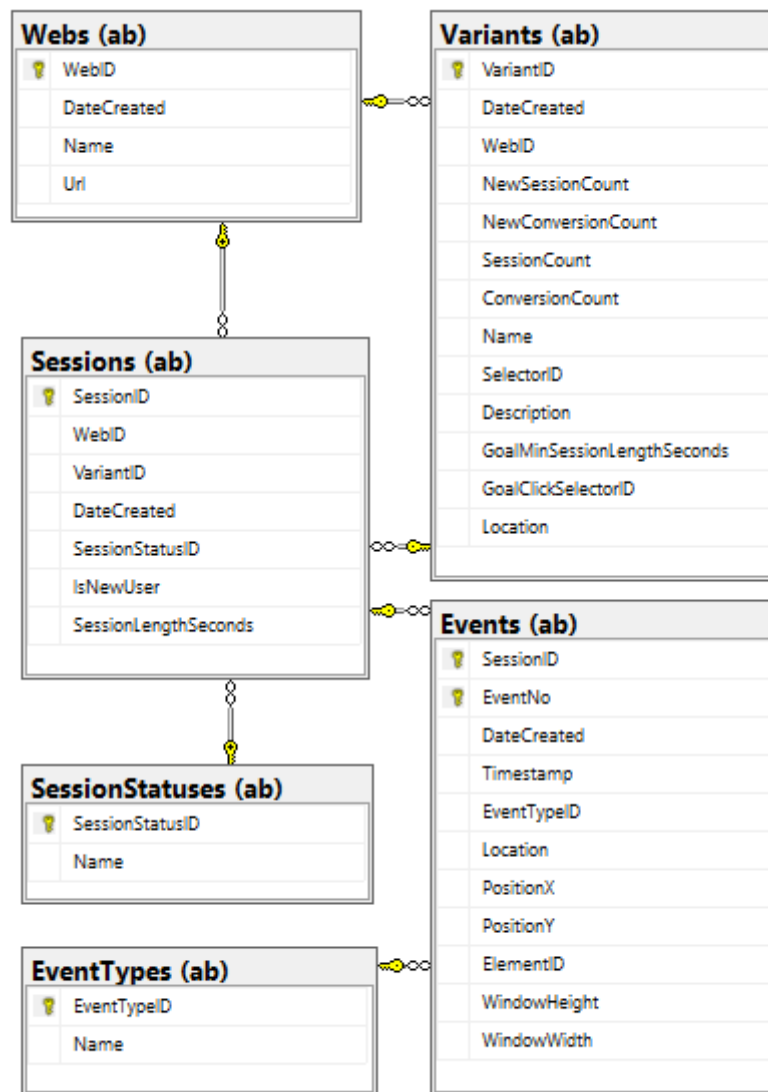 Webs (ab)
WebID
DateCreated
Name
Url
Variants (ab)
VariantID
DateCreated
WebID
NewSessionCount
NewConversionCount
SessionCount
ConversionCount
Name
SelectorID
Description
GoalMinSessionLengthSeconds
GoalClickSelectorID
Location
Sessions (ab)
SessionID
WebID
VariantID
DateCreated
SessionStatusID
IsNewUser
SessionLengthSeconds
Events (ab)
SessionID
EventNo
DateCreated
Timestamp
EventTypeID
Location
PositionX
PositionY
ElementID
WindowHeight
WindowWidth
SessionStatuses (ab)
SessionStatusID
Name
EventTypes (ab)
EventTypeID
Name